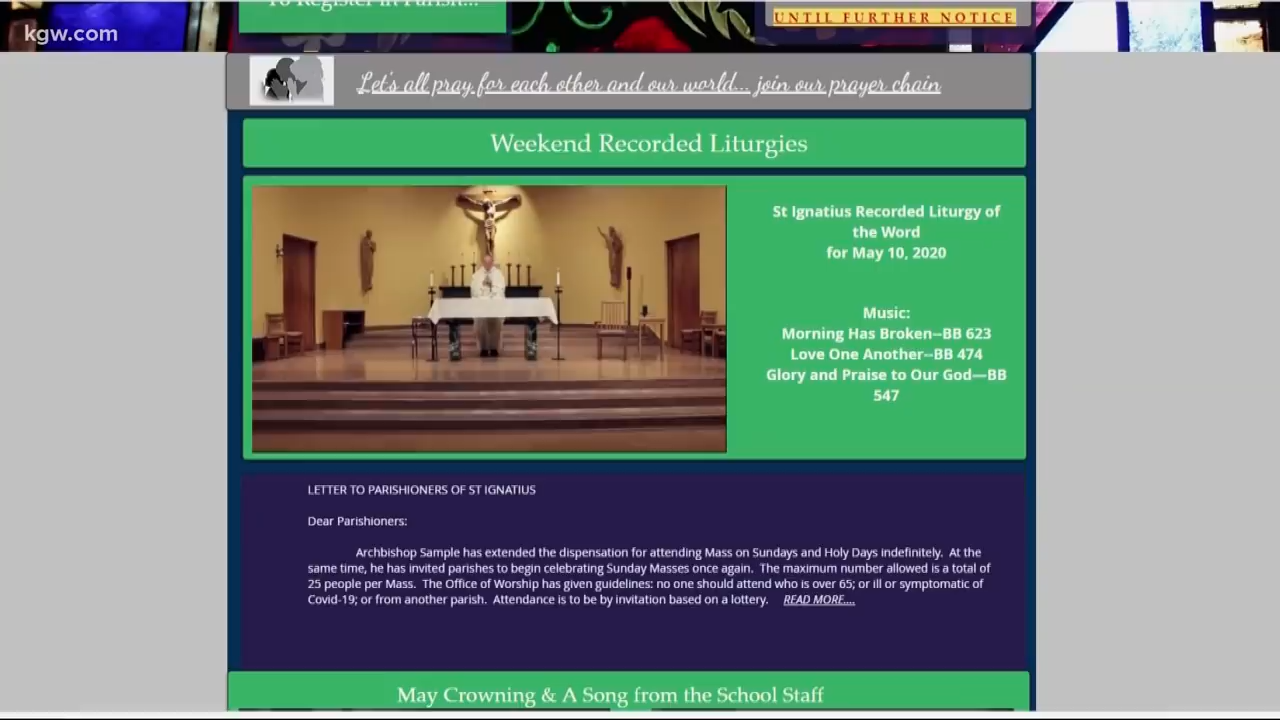 To Register in Parish...
UNTIL FURTHER NOTICE
kgw.com
Let's all pray for each other and our world... join our prayer chain
Weekend Recorded Liturgies
St Ignatius Recorded Liturgy of
the Word
for May 10, 2020
Music:
Morning Has Broken--BB 623
Love One Another--BB 474
Glory and Praise to Our God—BB
547
LETTER TO PARISHIONERS OF ST IGNATIUS
Dear Parishioners:
Archbishop Sample has extended the dispensation for attending Mass on Sundays and Holy Days indefinitely. At the
same time, he has invited parishes to begin celebrating Sunday Masses once again. The maximum number allowed is a total of
25 people per Mass. The Office of Worship has given guidelines: no one should attend who is over 65; or ill or symptomatic of
Covid-19; or from another parish. Attendance is to be by invitation based on a lottery. READ MORE....
May Crowning & A Song from the School Staff